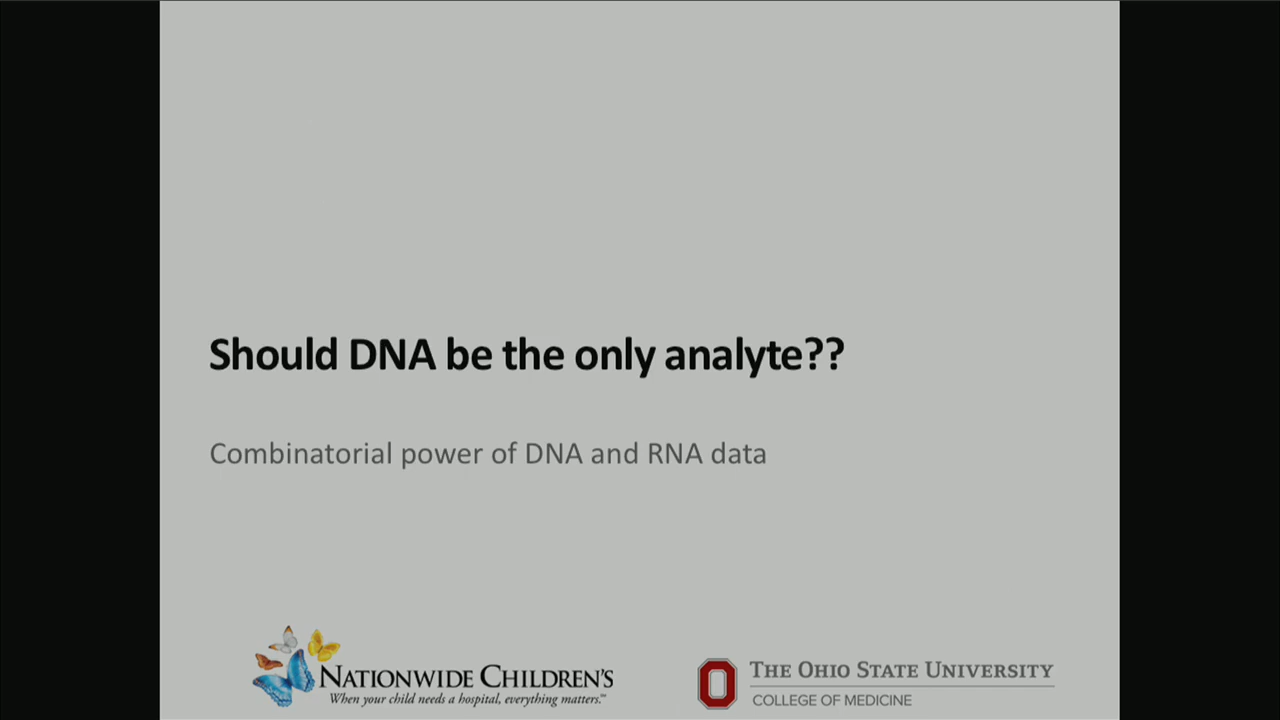 Should DNA be the only analyte??
Combinatorial power of DNA and RNA data
NATIONWIDE CHILDREN'S
When your child needs a hospital, everything matters.™
THE OHIO STATE UNIVERSITY
COLLEGE OF MEDICINE